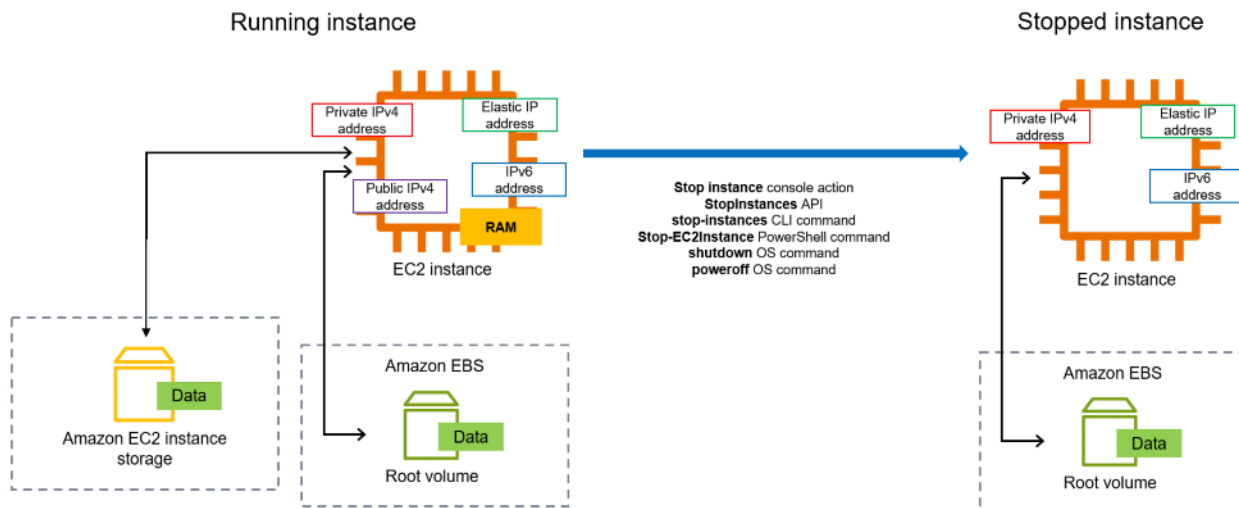 Running instance
Stopped instance
Private IPv4
address
Elastic IP
address
Public IPv4
address
IPv6
address
RAM
EC2 instance
Stop instance console action
StopInstances API
stop-instances CLI command
Stop-EC2Instance PowerShell command
shutdown OS command
poweroff OS command
Private IPv4
address
Elastic IP
address
IPv6
address
EC2 instance
Data
Amazon EC2 instance
storage
Amazon EBS
Data
Root volume
Amazon EBS
Data
Root volume